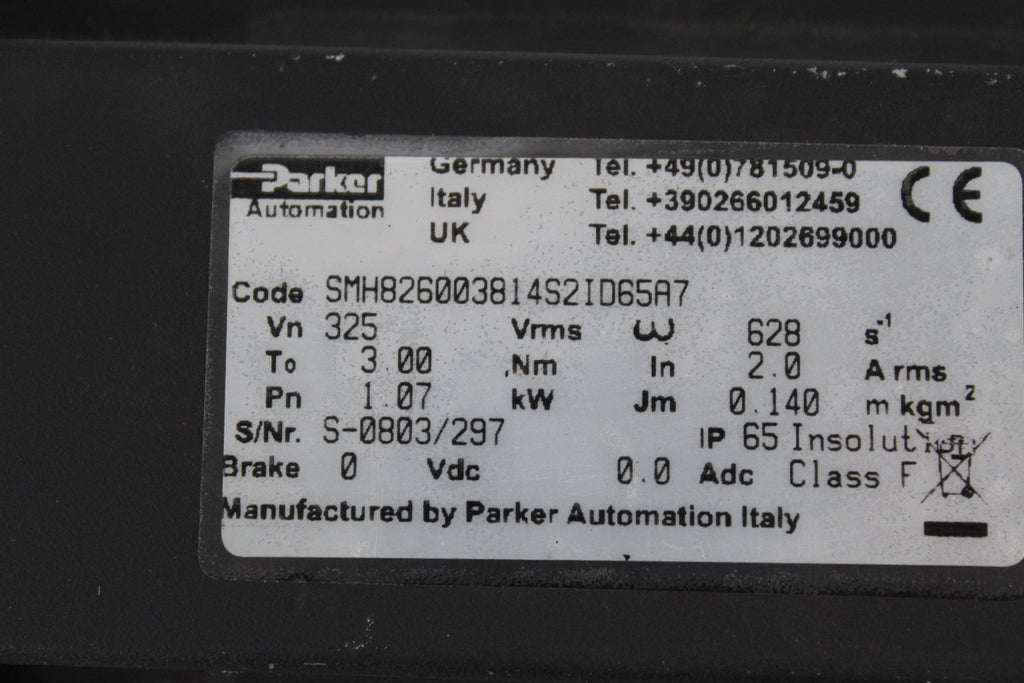 Parker
Automation
Germany Tel. +49(0)781509-0
Italy Tel. +390266012459
UK Tel. +44(0)1202699000
CE
Code SMH826003814S2ID65A7
Vn 325 Vrms ω 628 s-1
To 3.00 Nm In 2.0 A rms
Pn 1.07 kW Jm 0.140 m kgm2
S/Nr. S-0803/297 IP 65 Insolution
Brake 0 Vdc 0.0 Adc Class F
Manufactured by Parker Automation Italy